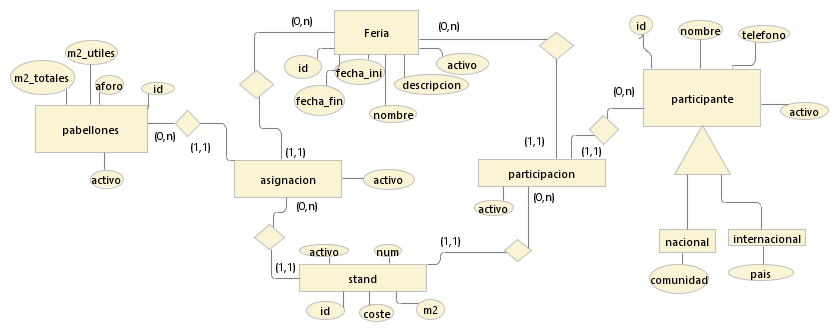 (0,n)
Feria
(0,n)
id
nombre
telefono
m2_utiles
m2_totales
aforo
id
id
fecha_ini
activo
descripcion
fecha_fin
nombre
(0,n)
participante
activo
pabellones
(0,n)
(1,1)
(1,1)
(1,1)
(1,1)
activo
asignacion
activo
participacion
(0,n)
activo
(0,n)
nacional
internacional
(1,1)
activo
num
(1,1)
stand
comunidad
pais
id
coste
m2